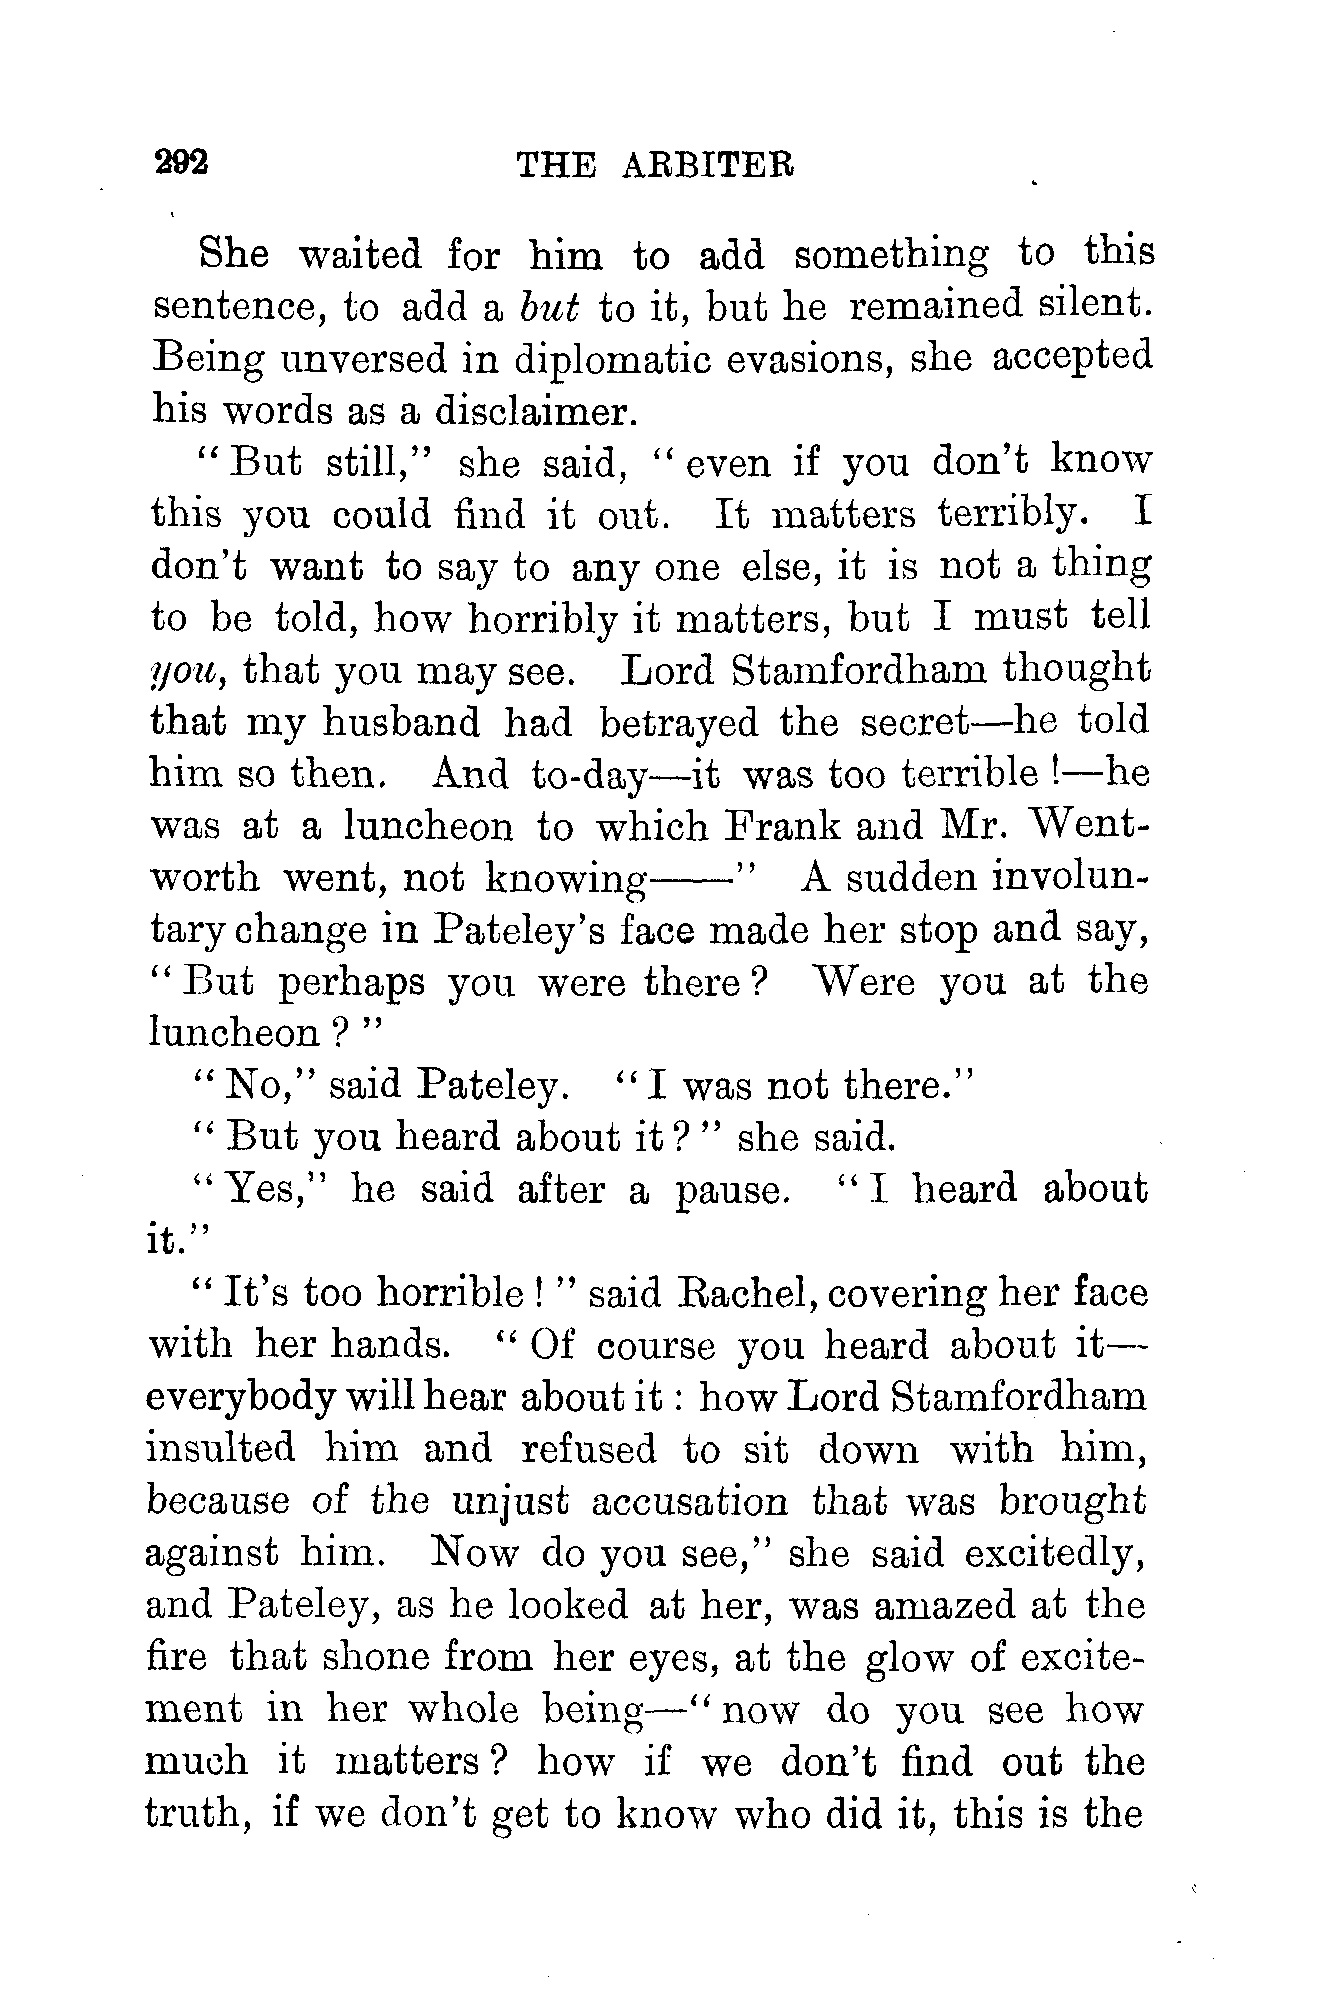 292 THE ARBITER
She waited for him to add something to this
sentence, to add a but to it, but he remained silent.
Being unversed in diplomatic evasions, she accepted
his words as a disclaimer.
“ But still,” she said, “ even if you don’t know
this you could find it out. It matters terribly. I
don’t want to say to any one else, it is not a thing
to be told, how horribly it matters, but I must tell
you, that you may see. Lord Stamfordham thought
that my husband had betrayed the secret—he told
him so then. And to-day—it was too terrible !—he
was at a luncheon to which Frank and Mr. Went-
worth went, not knowing——” A sudden involun-
tary change in Pateley’s face made her stop and say,
“ But perhaps you were there ? Were you at the
luncheon ? ”
“ No,” said Pateley. “ I was not there.”
“ But you heard about it ? ” she said.
“ Yes,” he said after a pause. “ I heard about
it.”
“ It’s too horrible ! ” said Rachel, covering her face
with her hands. “ Of course you heard about it—
everybody will hear about it : how Lord Stamfordham
insulted him and refused to sit down with him,
because of the unjust accusation that was brought
against him. Now do you see,” she said excitedly,
and Pateley, as he looked at her, was amazed at the
fire that shone from her eyes, at the glow of excite-
ment in her whole being—“ now do you see how
much it matters ? how if we don’t find out the
truth, if we don’t get to know who did it, this is the